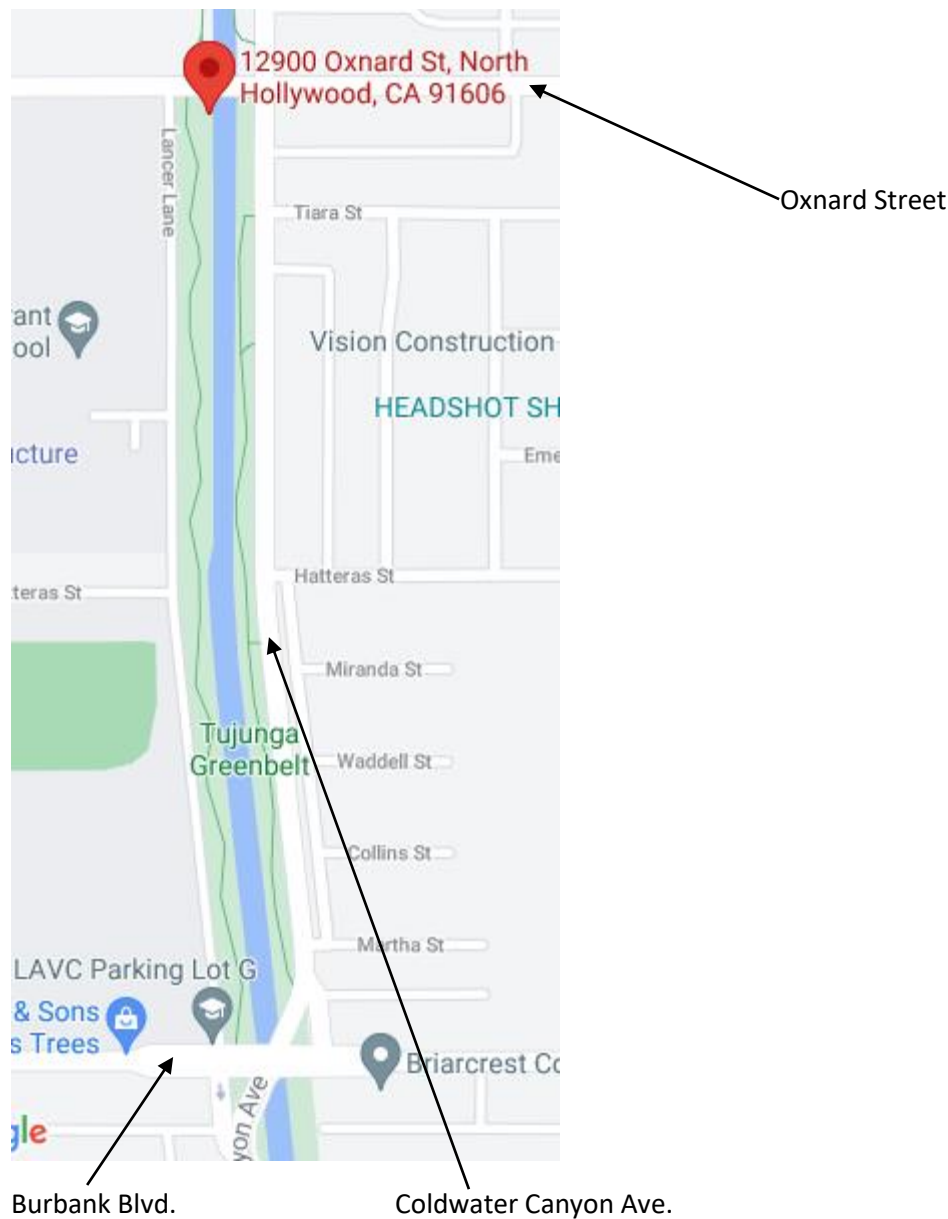 12900 Oxnard St, North
Hollywood, CA 91606
Oxnard Street
Lancer Lane
Tiara St
ant
ool
Vision Construction
HEADSHOT SH
icture
Eme
Hatteras St
tteras St
Miranda St
Tujunga
Greenbelt
Waddell St
Collins St
Martha St
LAVC Parking Lot G
& Sons
s Trees
Briarcrest Co
yon Ave
gle
Burbank Blvd.
Coldwater Canyon Ave.